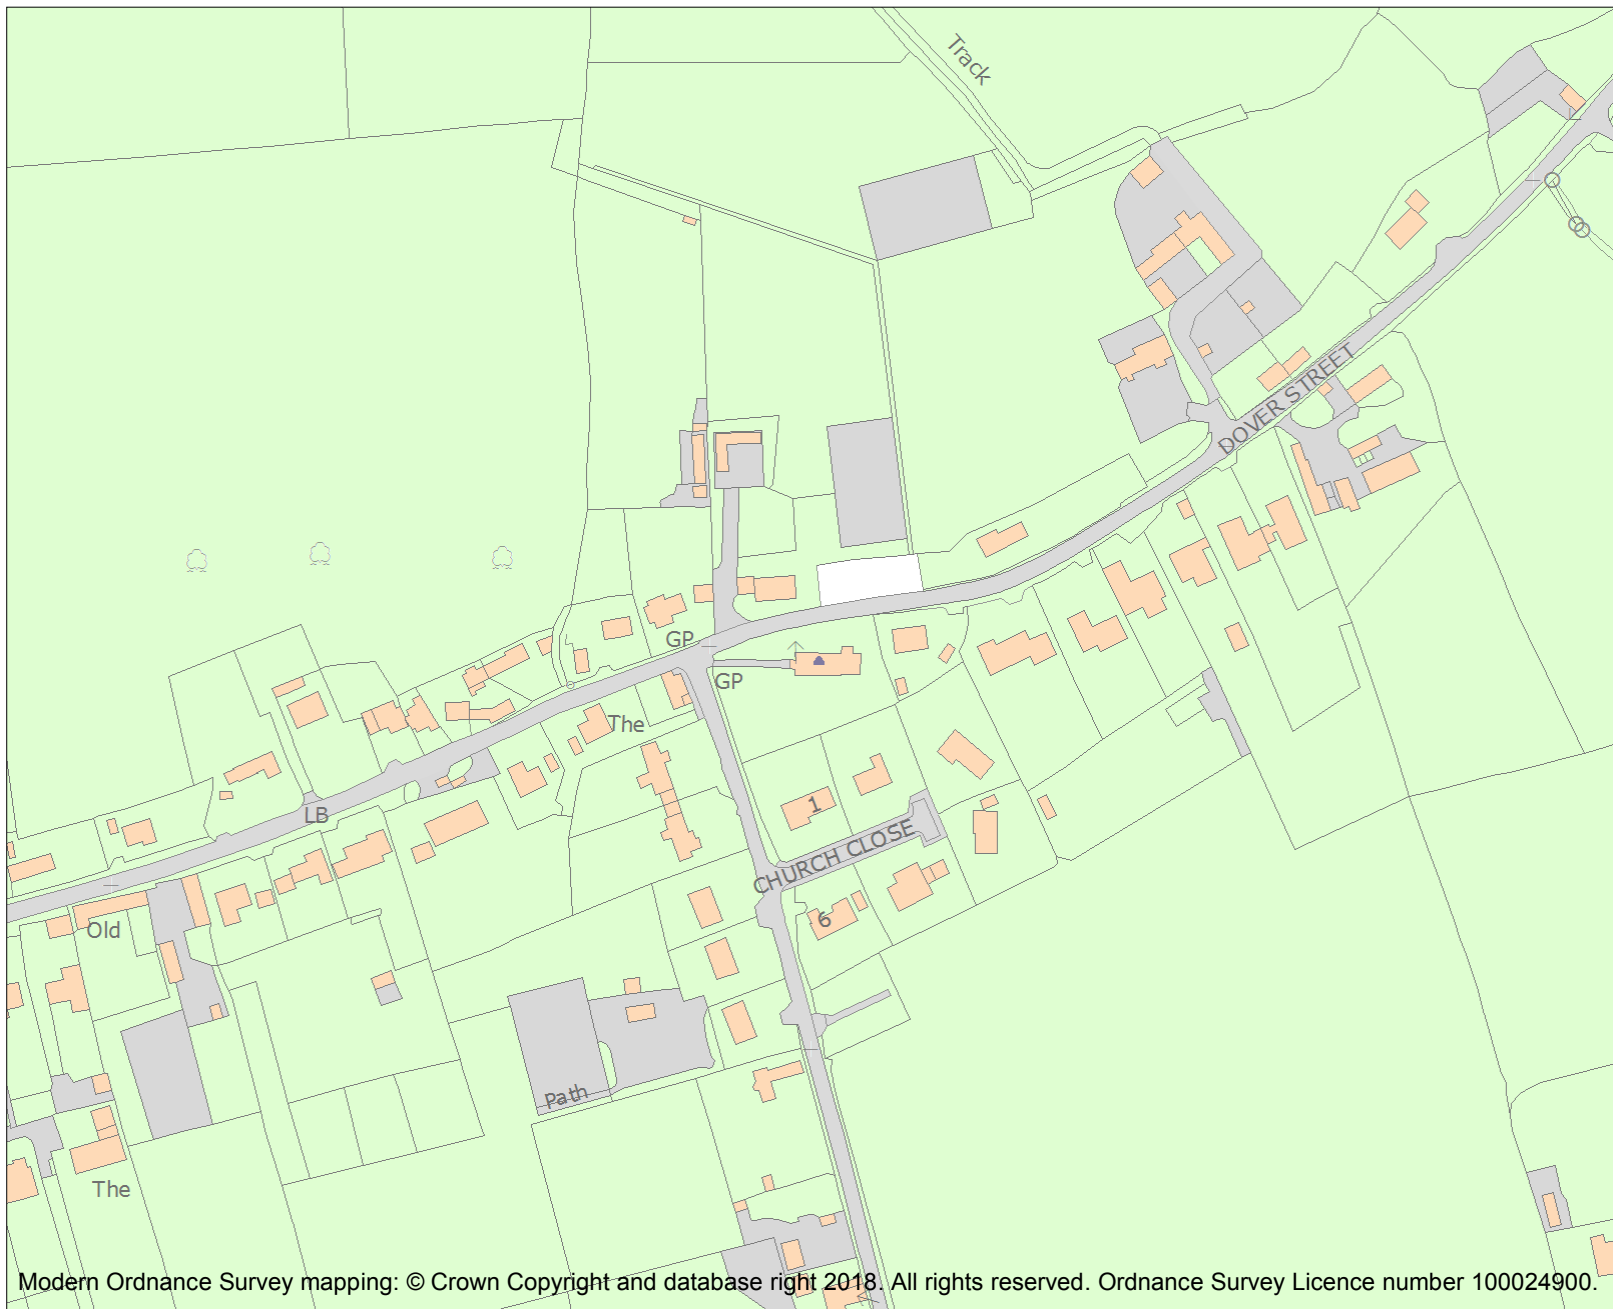 Track
DOVER STREET
GP
GP
The
1
LB
CHURCH CLOSE
6
Old
Path
The
Modern Ordnance Survey mapping: © Crown Copyright and database right 2018. All rights reserved. Ordnance Survey Licence number 100024900.